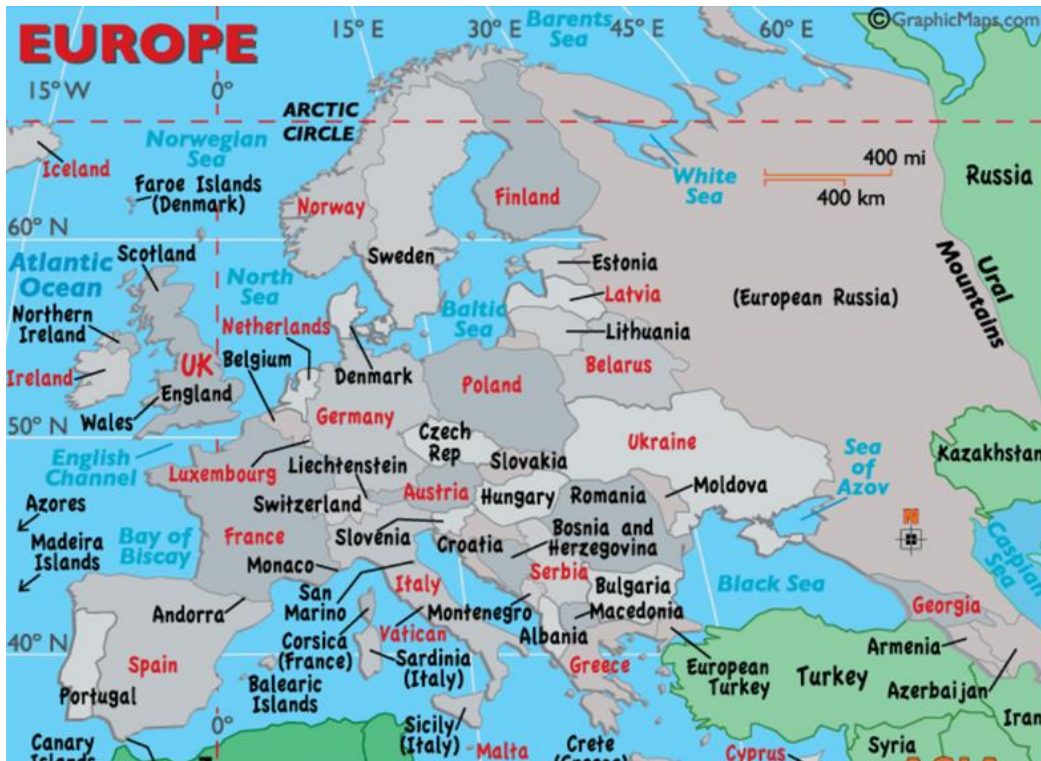 EUROPE
15° E
30° E
Barents
Sea
45° E
60° E
©GraphicMaps.com
15° W
0°
ARCTIC
CIRCLE
Norwegian
Sea
Iceland
Faroe Islands
(Denmark)
Norway
Finland
White
Sea
400 mi
400 km
Russia
60° N
Scotland
Sweden
Estonia
Atlantic
Ocean
North
Sea
Baltic
Sea
Latvia
(European Russia)
Ural
Mountains
Northern
Ireland
Netherlands
Lithuania
Ireland
UK
Belgium
Denmark
Poland
Belarus
England
Wales
Germany
50° N
Czech
Rep
Ukraine
Kazakhstan
English
Channel
Luxembourg
Liechtenstein
Slovakia
Sea
of
Azov
Azores
Switzerland
Austria
Hungary
Romania
Moldova
N
Madeira
Islands
Bay of
Biscay
France
Slovenia
Croatia
Bosnia and
Herzegovina
Caspian
Sea
Monaco
San
Marino
Italy
Serbia
Bulgaria
Black Sea
Andorra
Montenegro
Macedonia
Georgia
40° N
Corsica
(France)
Vatican
Albania
Armenia
Spain
Sardinia
(Italy)
Greece
European
Turkey
Turkey
Azerbaijan
Portugal
Balearic
Islands
Iran
0°
Sicily
(Italy)
Canary
Islands
Malta
Crete
(Greece)
Cyprus
Syria
ASIA